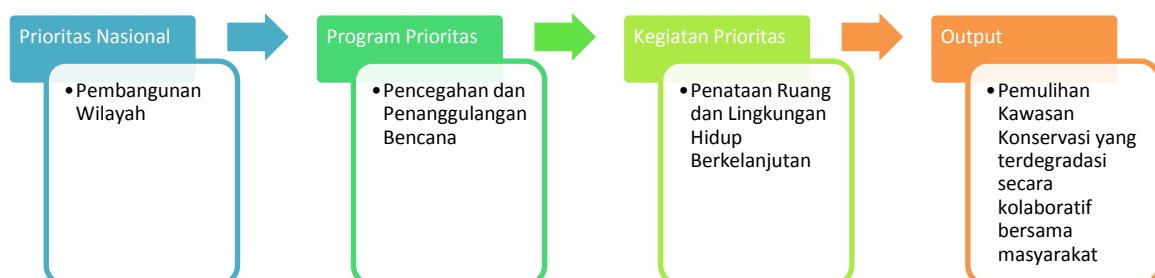 Prioritas Nasional
•Pembangunan
Wilayah
Program Prioritas
•Pencegahan dan
Penanggulangan
Bencana
Kegiatan Prioritas
•Penataan Ruang
dan Lingkungan
Hidup
Berkelanjutan
Output
•Pemulihan
Kawasan
Konservasi yang
terdegradasi
secara
kolaboratif
bersama
masyarakat